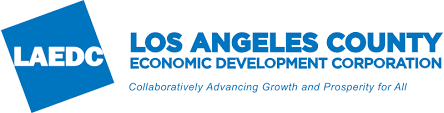 LAEDC
LOS ANGELES COUNTY
ECONOMIC DEVELOPMENT CORPORATION
Collaboratively Advancing Growth and Prosperity for All